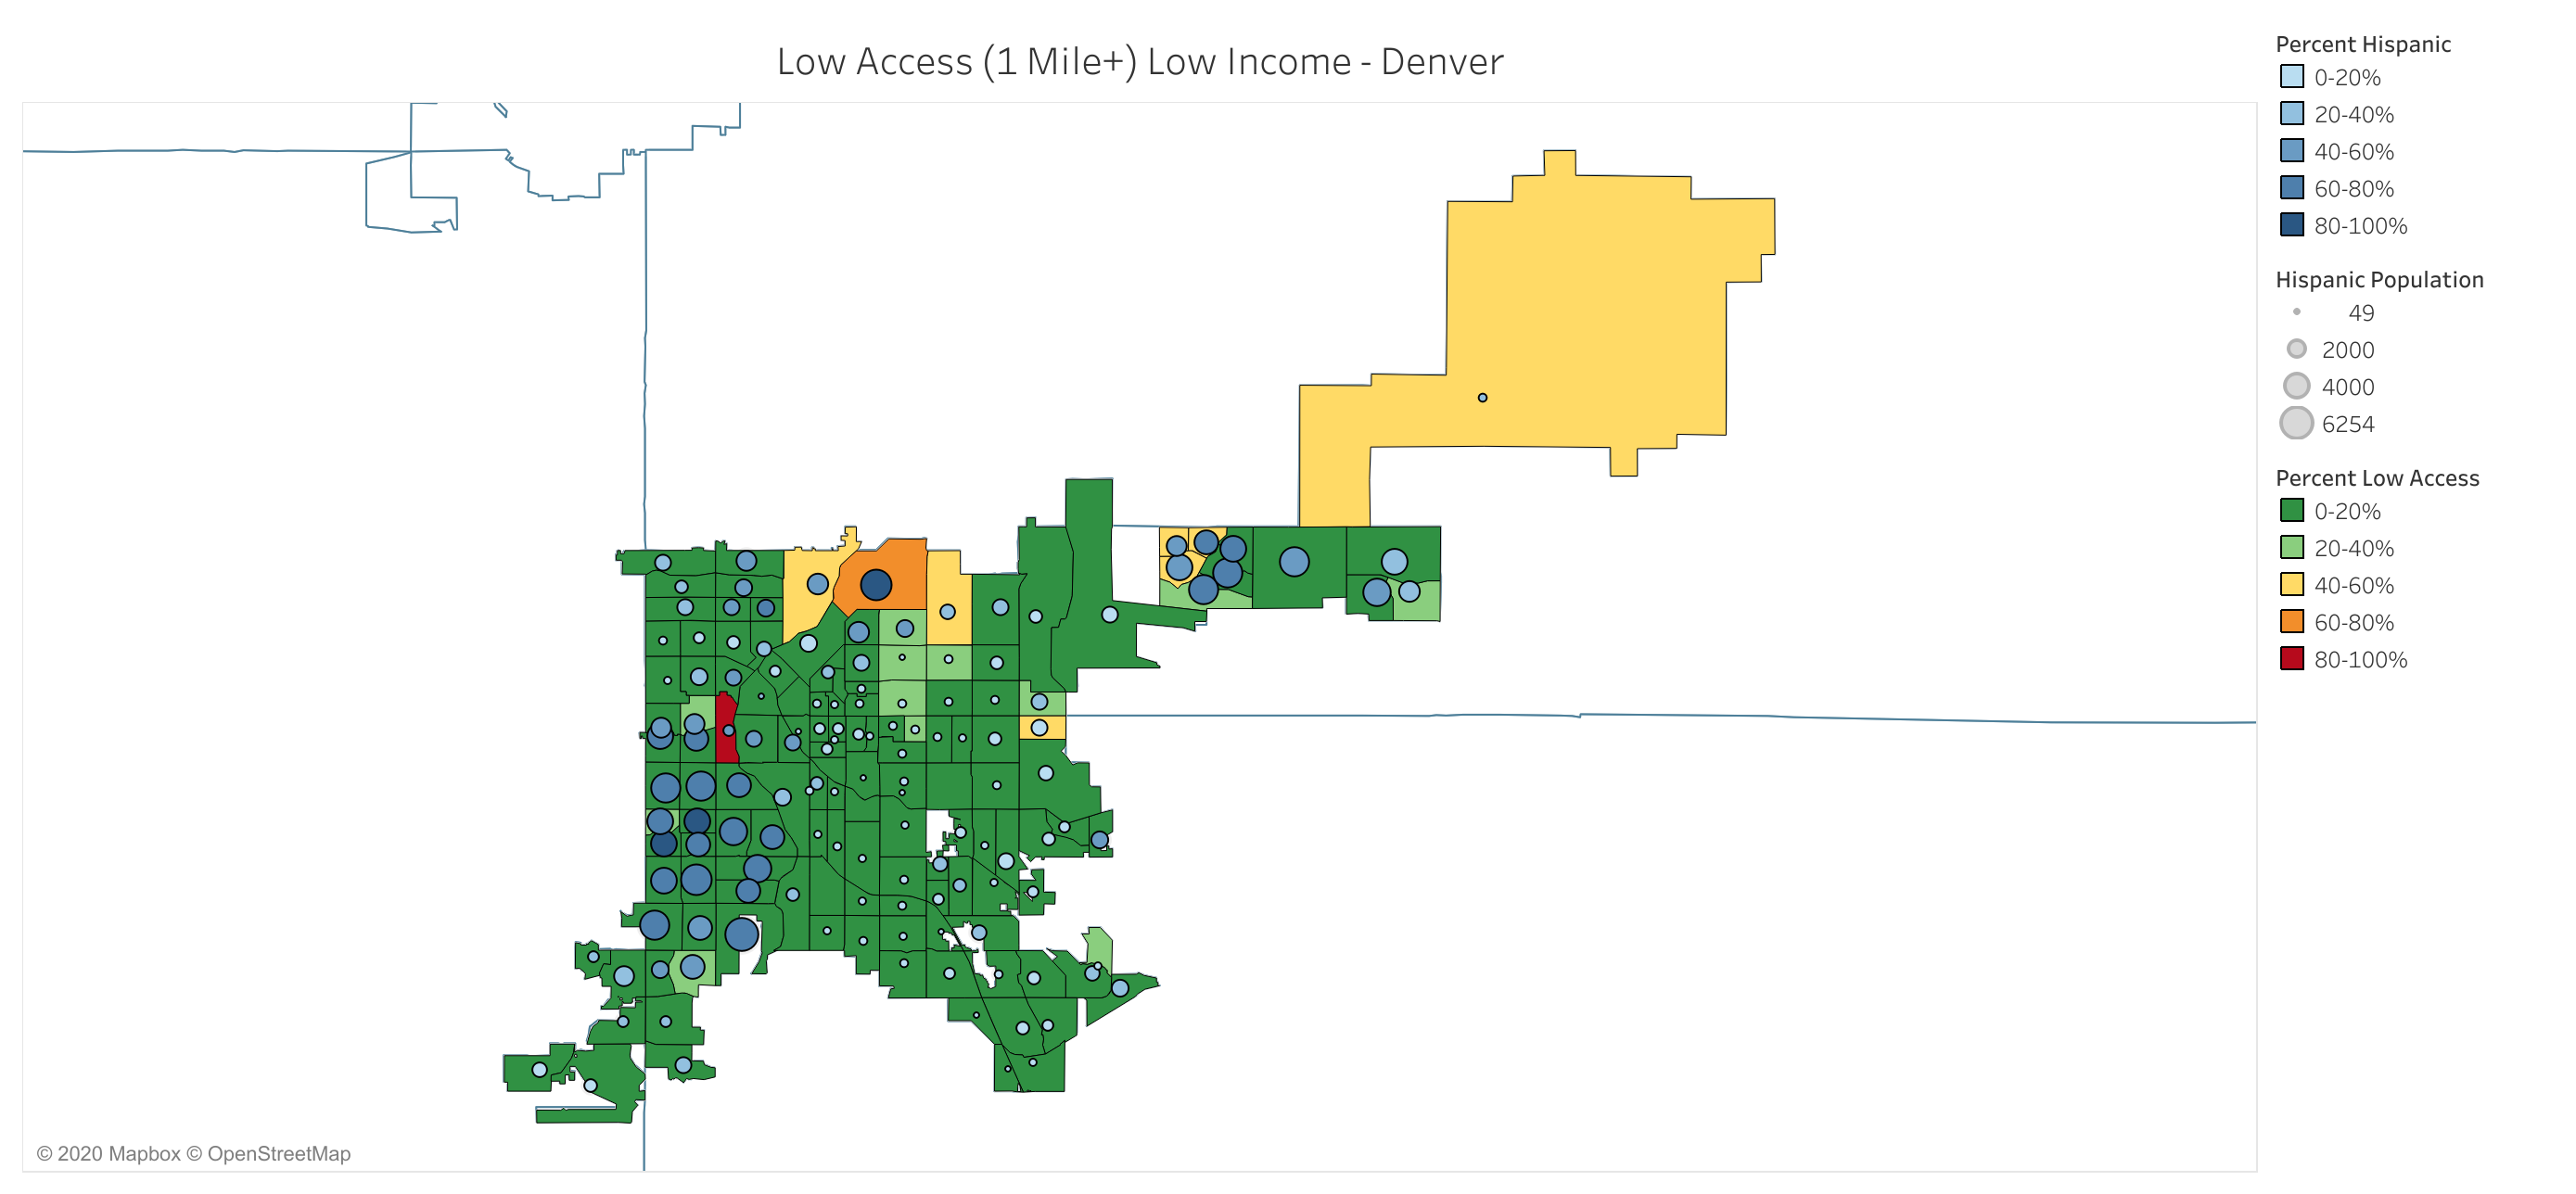 Low Access (1 Mile+) Low Income - Denver
Percent Hispanic
0-20%
20-40%
40-60%
60-80%
80-100%
Hispanic Population
49
2000
4000
6254
Percent Low Access
0-20%
20-40%
40-60%
60-80%
80-100%
© 2020 Mapbox © OpenStreetMap